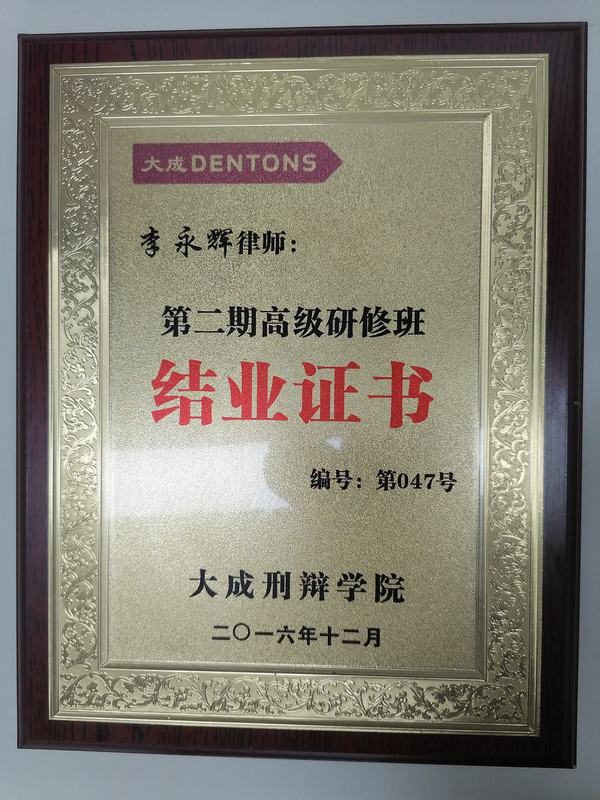 大成DENTONS
李永辉律师：
第二期高级研修班
结业证书
编号：第047号
大成刑辩学院
二〇一六年十二月